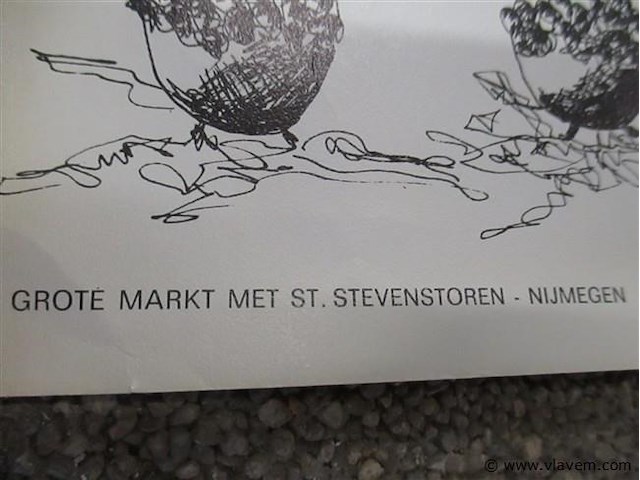 GROTE MARKT MET ST. STEVENSTOREN - NIJMEGEN
© www.vlavem.com